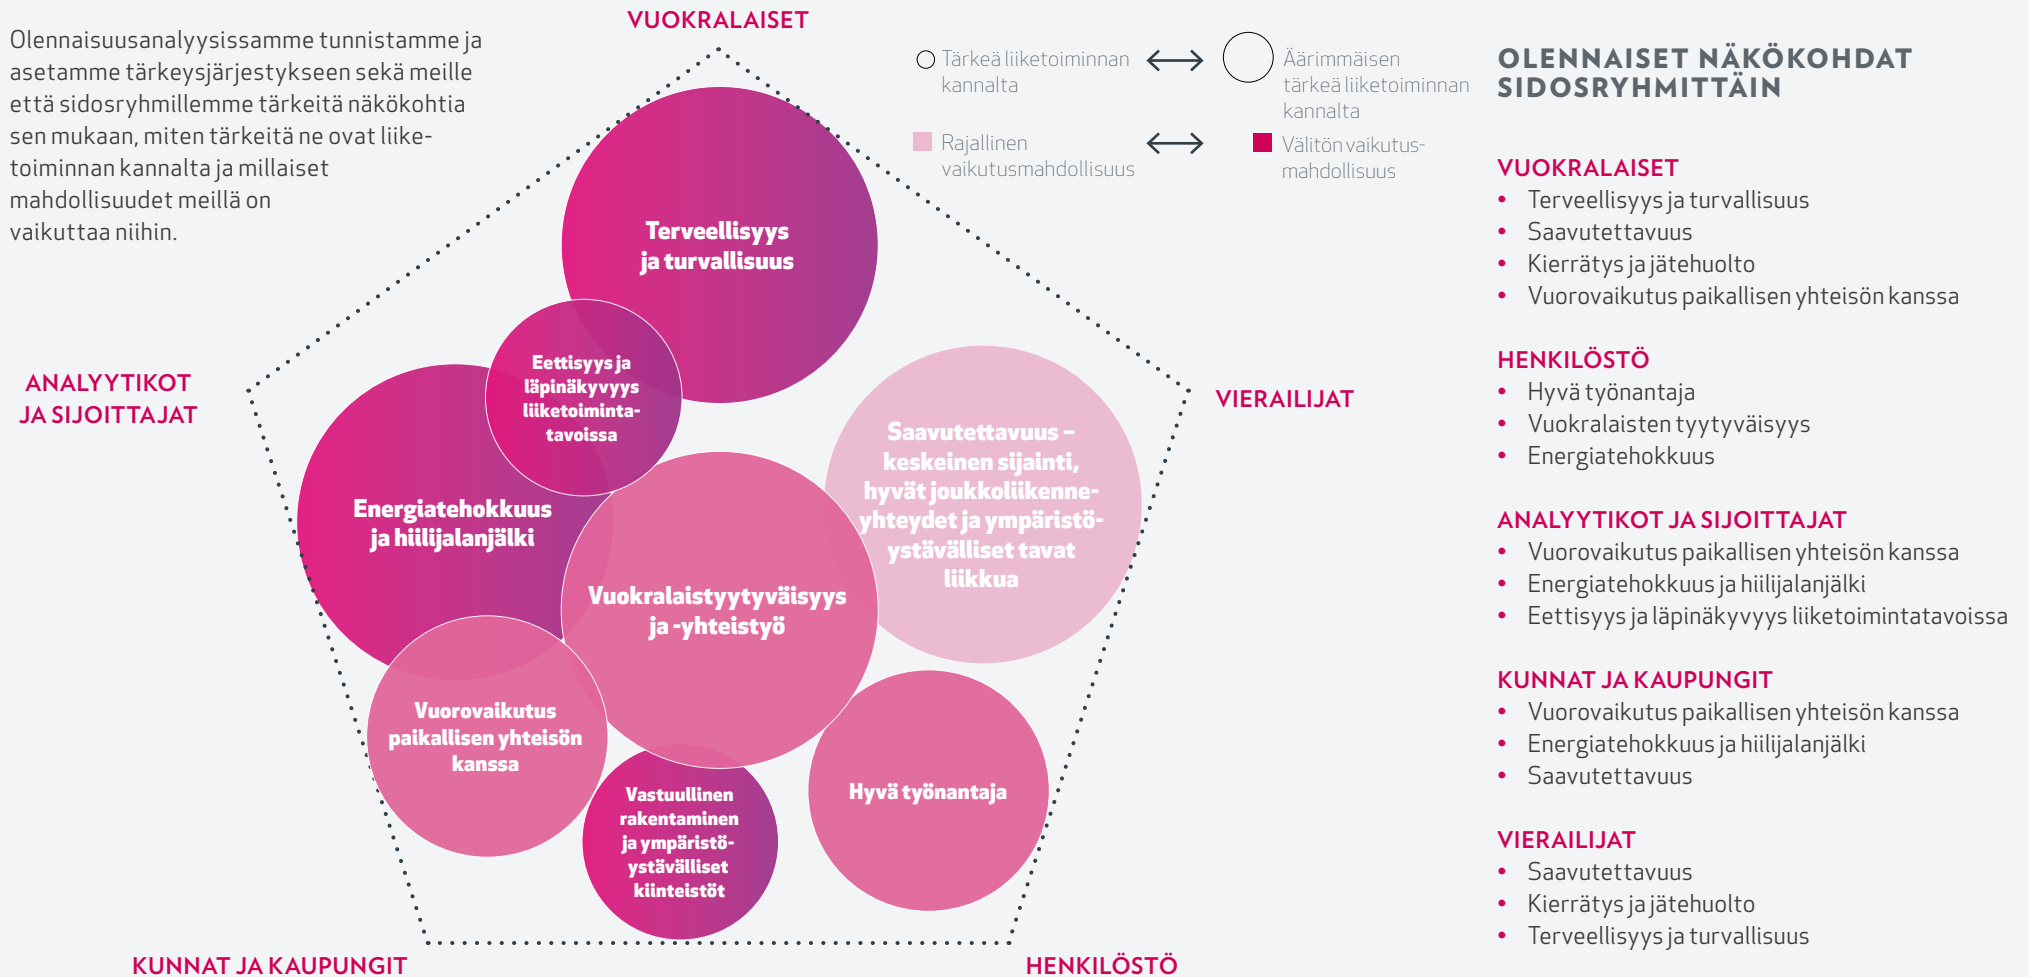 Olennaisuusanalyysissamme tunnistamme ja
asetamme tärkeysjärjestykseen sekä meille
että sidosryhmillemme tärkeitä näkökohtia
sen mukaan, miten tärkeitä ne ovat liike-
toiminnan kannalta ja millaiset
mahdollisuudet meillä on
vaikuttaa niihin.
VUOKRALAISET
Tärkeä liiketoiminnan
kannalta
Äärimmäisen
tärkeä liiketoiminnan
kannalta
Rajallinen
vaikutusmahdollisuus
Välitön vaikutus-
mahdollisuus
ANALYYTIKOT
JA SIJOITTAJAT
VIERAILIJAT
KUNNAT JA KAUPUNGIT
HENKILÖSTÖ
Terveellisyys
ja turvallisuus
Eettisyys ja
läpinäkyvyys
liiketoiminta-
tavoissa
Energiatehokkuus
ja hiilijalanjälki
Saavutettavuus –
keskeinen sijainti,
hyvät joukkoliikenne-
yhteydet ja ympäristö-
ystävälliset tavat
liikkua
Vuokralaistyytyväisyys
ja -yhteistyö
Vuorovaikutus
paikallisen yhteisön
kanssa
Vastuullinen
rakentaminen
ja ympäristö-
ystävälliset
kiinteistöt
Hyvä työnantaja
OLENNAISET NÄKÖKOHDAT
SIDOSRYHMITTÄIN
VUOKRALAISET
• Terveellisyys ja turvallisuus
• Saavutettavuus
• Kierrätys ja jätehuolto
• Vuorovaikutus paikallisen yhteisön kanssa
HENKILÖSTÖ
• Hyvä työnantaja
• Vuokralaisten tyytyväisyys
• Energiatehokkuus
ANALYYTIKOT JA SIJOITTAJAT
• Vuorovaikutus paikallisen yhteisön kanssa
• Energiatehokkuus ja hiilijalanjälki
• Eettisyys ja läpinäkyvyys liiketoimintatavoissa
KUNNAT JA KAUPUNGIT
• Vuorovaikutus paikallisen yhteisön kanssa
• Energiatehokkuus ja hiilijalanjälki
• Saavutettavuus
VIERAILIJAT
• Saavutettavuus
• Kierrätys ja jätehuolto
• Terveellisyys ja turvallisuus